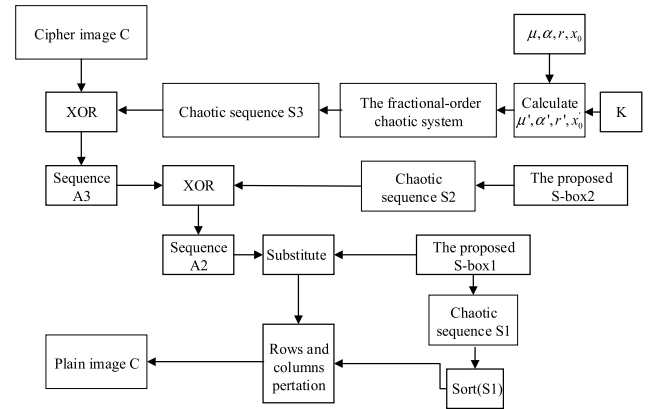 Cipher image C
μ, α, r, x₀
XOR
Chaotic sequence S3
The fractional-order
chaotic system
Calculate
μ', α', r', x₀'
K
Sequence
A3
XOR
Chaotic
sequence S2
The proposed
S-box2
Sequence
A2
Substitute
The proposed
S-box1
Chaotic
sequence S1
Plain image C
Rows and
columns
pertation
Sort(S1)